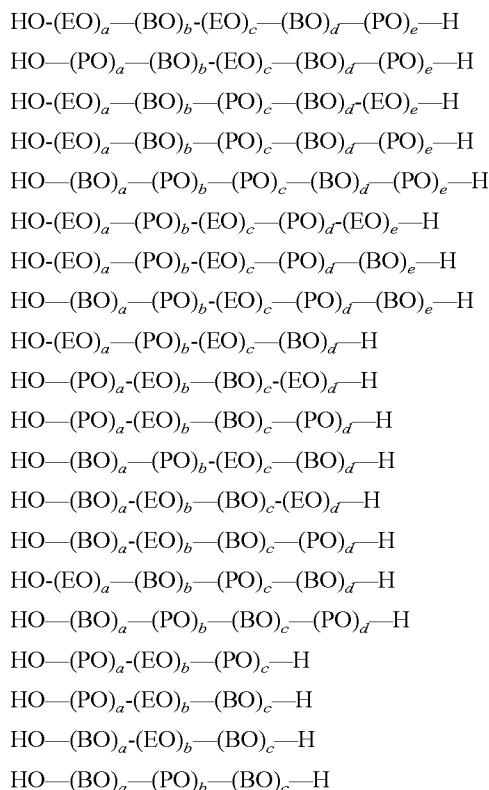 HO-(EO)a—(BO)b-(EO)c—(BO)d—(PO)e—H
HO—(PO)a—(BO)b-(EO)c—(BO)d—(PO)e—H
HO-(EO)a—(BO)b—(PO)c—(BO)d-(EO)e—H
HO-(EO)a—(BO)b—(PO)c—(BO)d—(PO)e—H
HO—(BO)a—(PO)b—(PO)c—(BO)d—(PO)e—H
HO-(EO)a—(PO)b-(EO)c—(PO)d-(EO)e—H
HO-(EO)a—(PO)b-(EO)c—(PO)d—(BO)e—H
HO—(BO)a—(PO)b-(EO)c—(PO)d—(BO)e—H
HO-(EO)a—(PO)b-(EO)c—(BO)d—H
HO—(PO)a-(EO)b—(BO)c-(EO)d—H
HO—(PO)a-(EO)b—(BO)c—(PO)d—H
HO—(BO)a—(PO)b-(EO)c—(BO)d—H
HO—(BO)a-(EO)b—(BO)c-(EO)d—H
HO—(BO)a-(EO)b—(BO)c—(PO)d—H
HO-(EO)a—(BO)b—(PO)c—(BO)d—H
HO—(BO)a—(PO)b—(BO)c—(PO)d—H
HO—(PO)a-(EO)b—(PO)c—H
HO—(PO)a-(EO)b—(BO)c—H
HO—(BO)a-(EO)b—(BO)c—H
HO—(BO)a—(PO)b—(BO)c—H